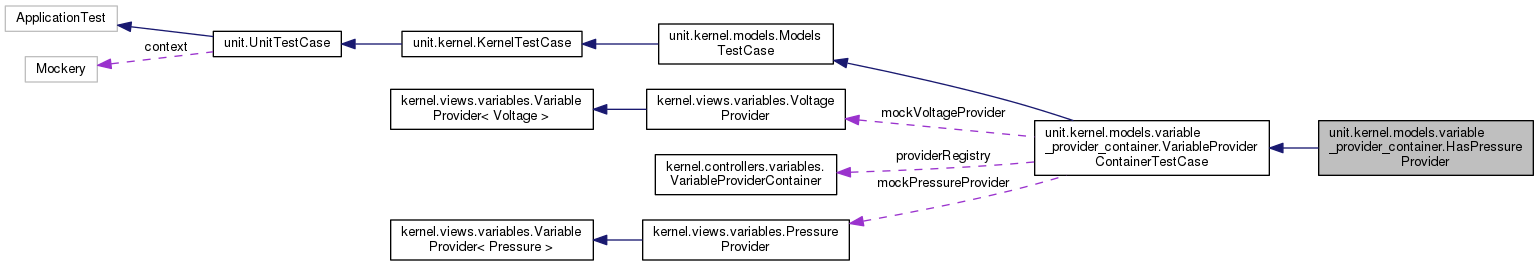 ApplicationTest
context
unit.UnitTestCase
unit.kernel.KernelTestCase
unit.kernel.models.Models
TestCase
Mockery
kernel.views.variables.Variable
Provider< Voltage >
kernel.views.variables.Voltage
Provider
mockVoltageProvider
unit.kernel.models.variable
_provider_container.VariableProvider
ContainerTestCase
unit.kernel.models.variable
_provider_container.HasPressure
Provider
providerRegistry
kernel.controllers.variables.
VariableProviderContainer
mockPressureProvider
kernel.views.variables.Variable
Provider< Pressure >
kernel.views.variables.Pressure
Provider